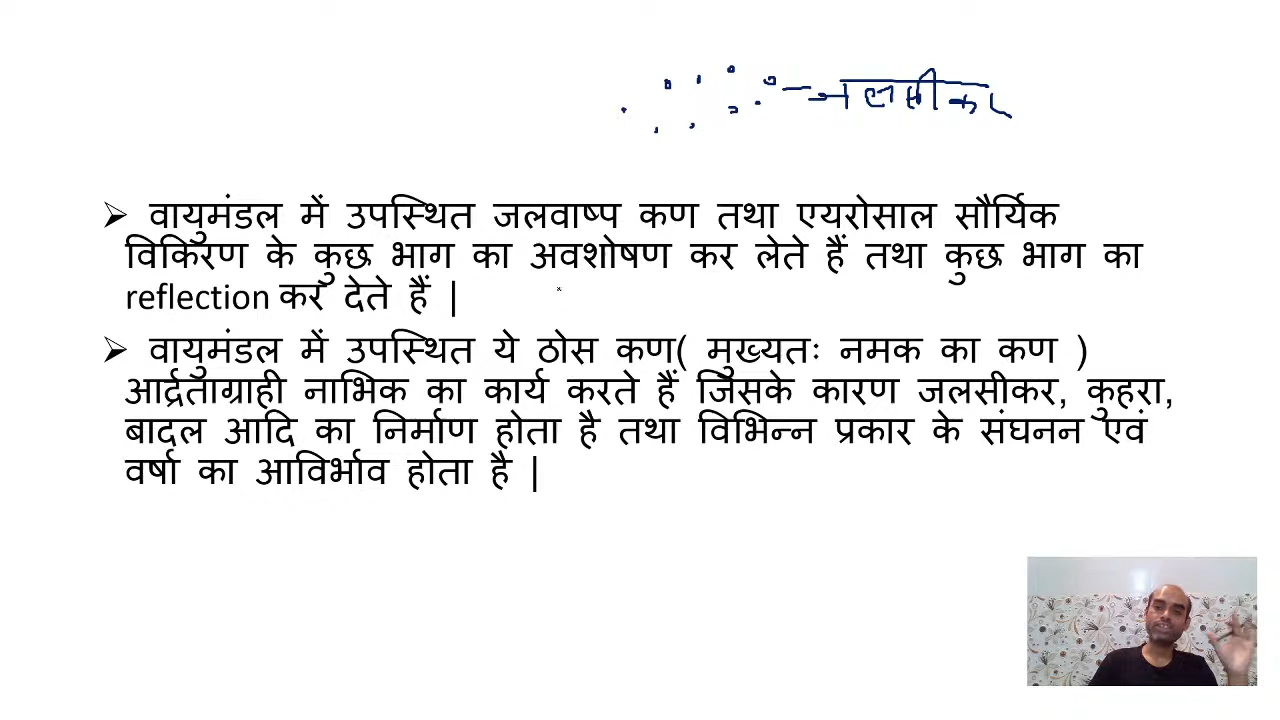 जलसीकर
➢ वायुमंडल में उपस्थित जलवाष्प कण तथा एयरोसाल सौर्यिक
विकिरण के कुछ भाग का अवशोषण कर लेते हैं तथा कुछ भाग का
reflection कर देते हैं |
➢ वायुमंडल में उपस्थित ये ठोस कण( मुख्यतः नमक का कण )
आर्द्रताग्राही नाभिक का कार्य करते हैं जिसके कारण जलसीकर, कुहरा,
बादल आदि का निर्माण होता है तथा विभिन्न प्रकार के संघनन एवं
वर्षा का आविर्भाव होता है |